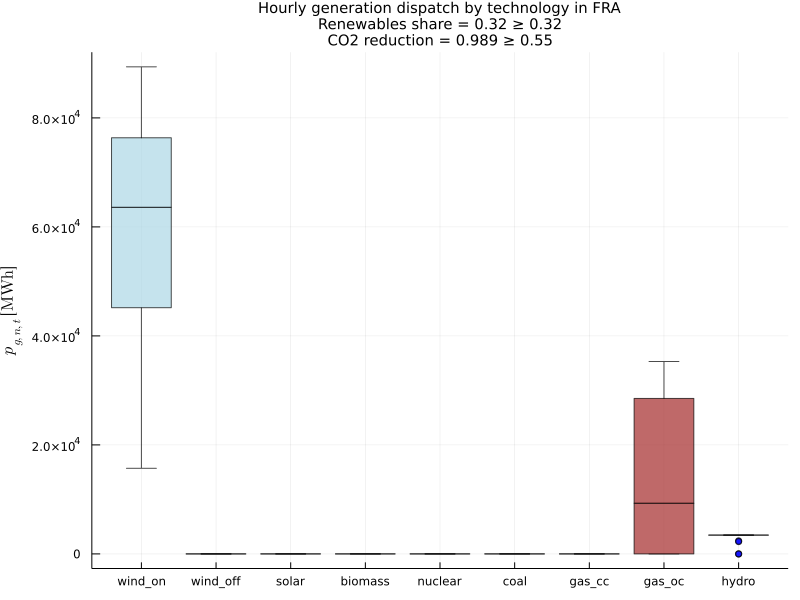 Hourly generation dispatch by technology in FRA
Renewables share = 0.32 ≥ 0.32
CO2 reduction = 0.989 ≥ 0.55
p_{g,n,t} [MWh]
8.0×10⁴
6.0×10⁴
4.0×10⁴
2.0×10⁴
0
wind_on wind_off solar biomass nuclear coal gas_cc gas_oc hydro